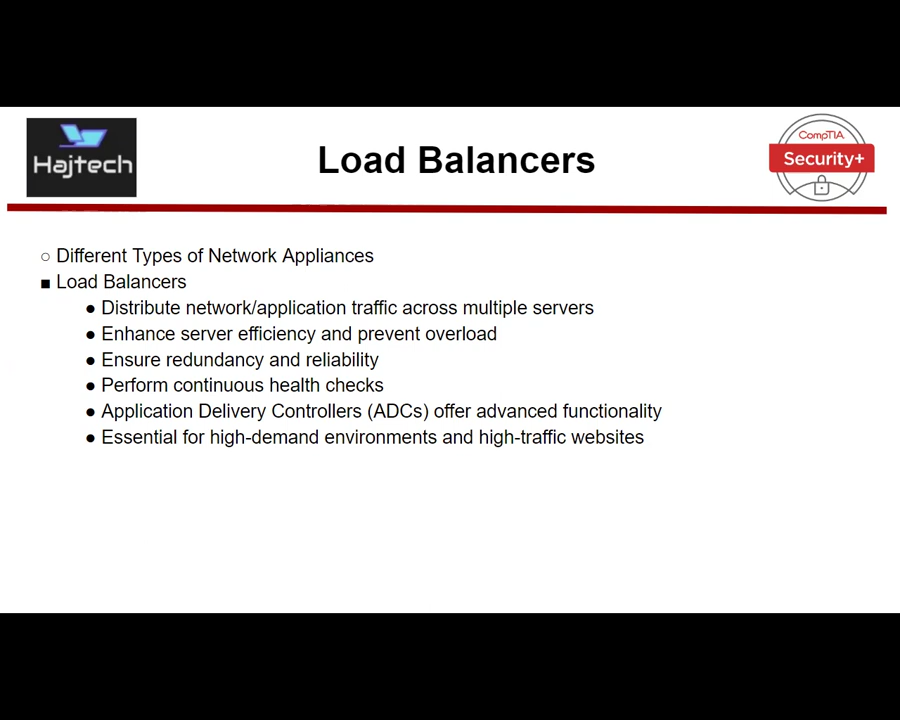 Hajtech
Load Balancers
CompTIA
Security+
○ Different Types of Network Appliances
■ Load Balancers
● Distribute network/application traffic across multiple servers
● Enhance server efficiency and prevent overload
● Ensure redundancy and reliability
● Perform continuous health checks
● Application Delivery Controllers (ADCs) offer advanced functionality
● Essential for high-demand environments and high-traffic websites